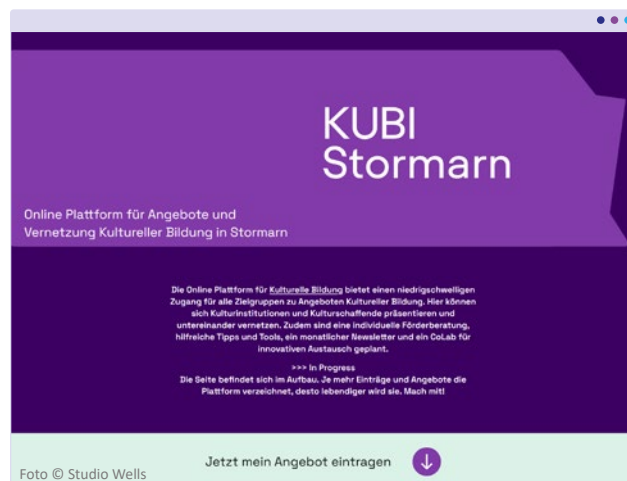 KUBI
Stormarn
Online Plattform für Angebote und
Vernetzung Kultureller Bildung in Stormarn
Die Online Plattform für Kulturelle Bildung bietet einen niedrigschwelligen
Zugang für alle Zielgruppen zu Angeboten Kultureller Bildung. Hier können
sich Kulturinstitutionen und Kulturschaffende präsentieren und
untereinander vernetzen. Zudem sind eine individuelle Förderberatung,
hilfreiche Tipps und Tools, ein monatlicher Newsletter und ein CoLab für
innovativen Austausch geplant.
>>> In Progress
Die Seite befindet sich im Aufbau. Je mehr Einträge und Angebote die
Plattform verzeichnet, desto lebendiger wird sie. Mach mit!
Jetzt mein Angebot eintragen
Foto © Studio Wells